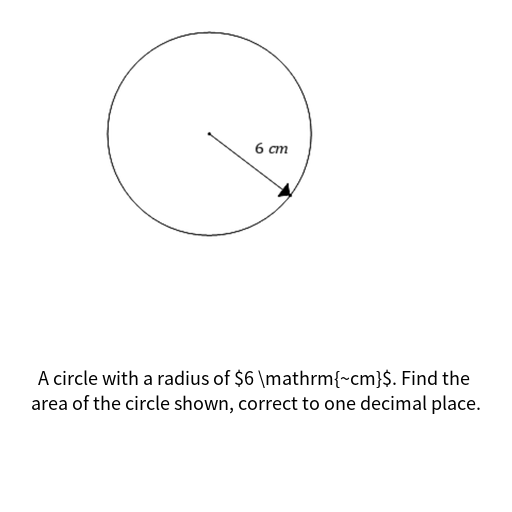 6 cm
A circle with a radius of $6 \mathrm{~cm}$. Find the
area of the circle shown, correct to one decimal place.